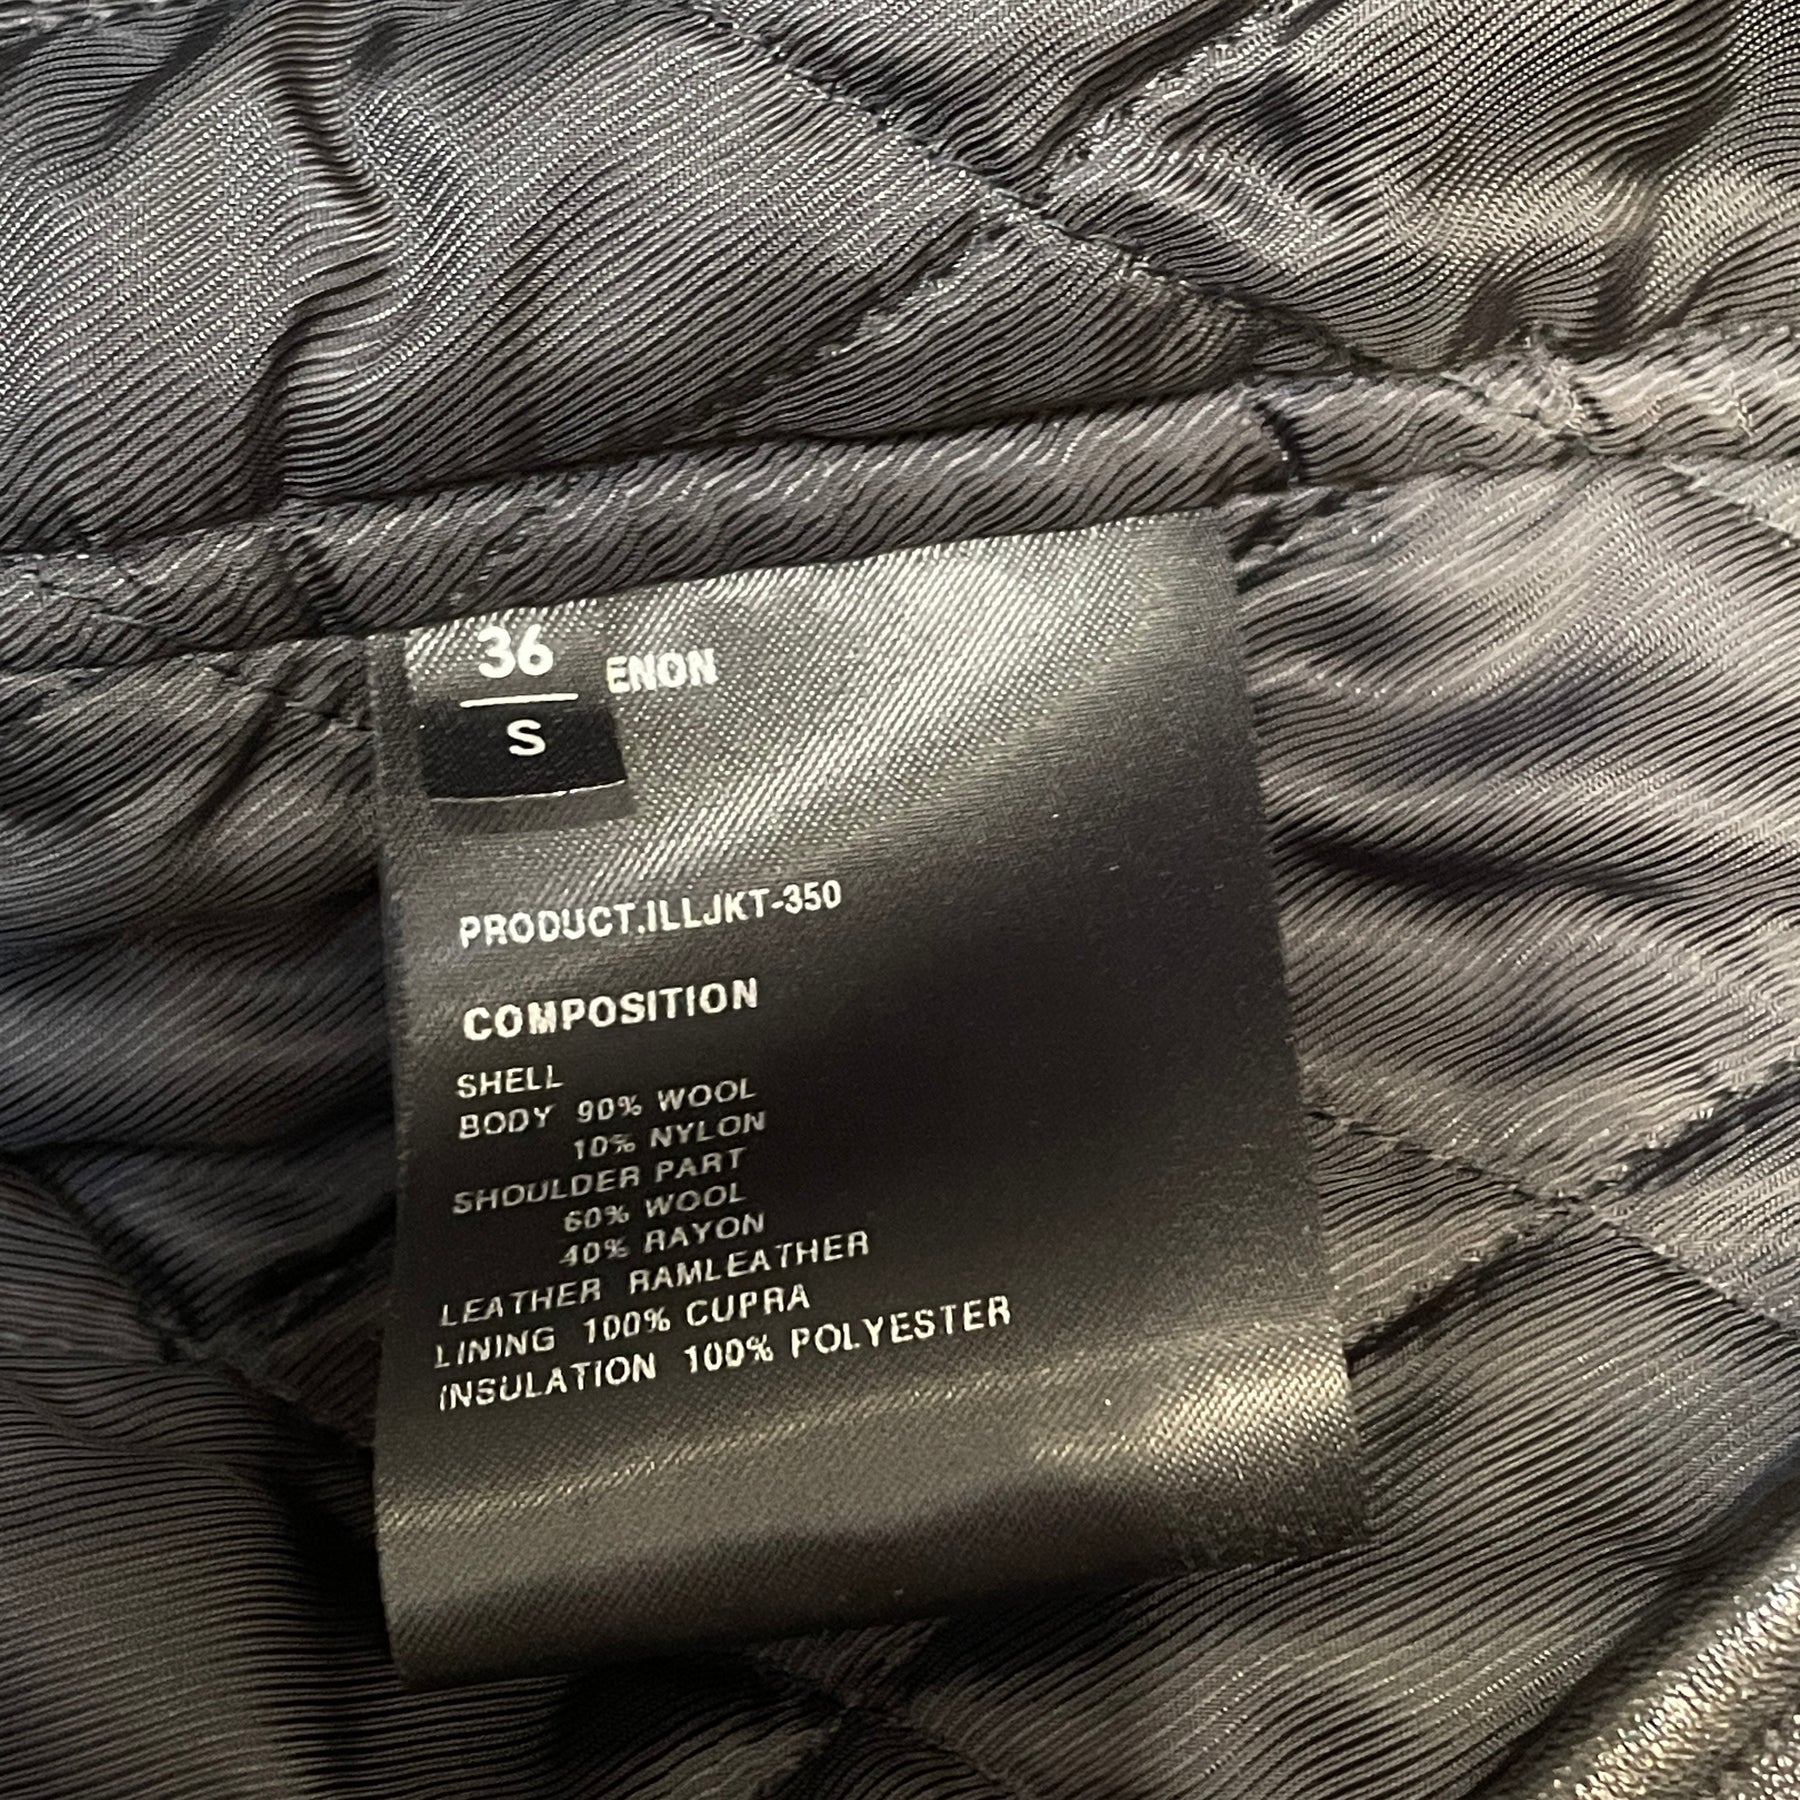 36
S
ENON
PRODUCT.ILLJKT-350
COMPOSITION
SHELL
BODY 90% WOOL
10% NYLON
SHOULDER PART
60% WOOL
40% RAYON
LEATHER RAMLEATHER
LINING 100% CUPRA
INSULATION 100% POLYESTER